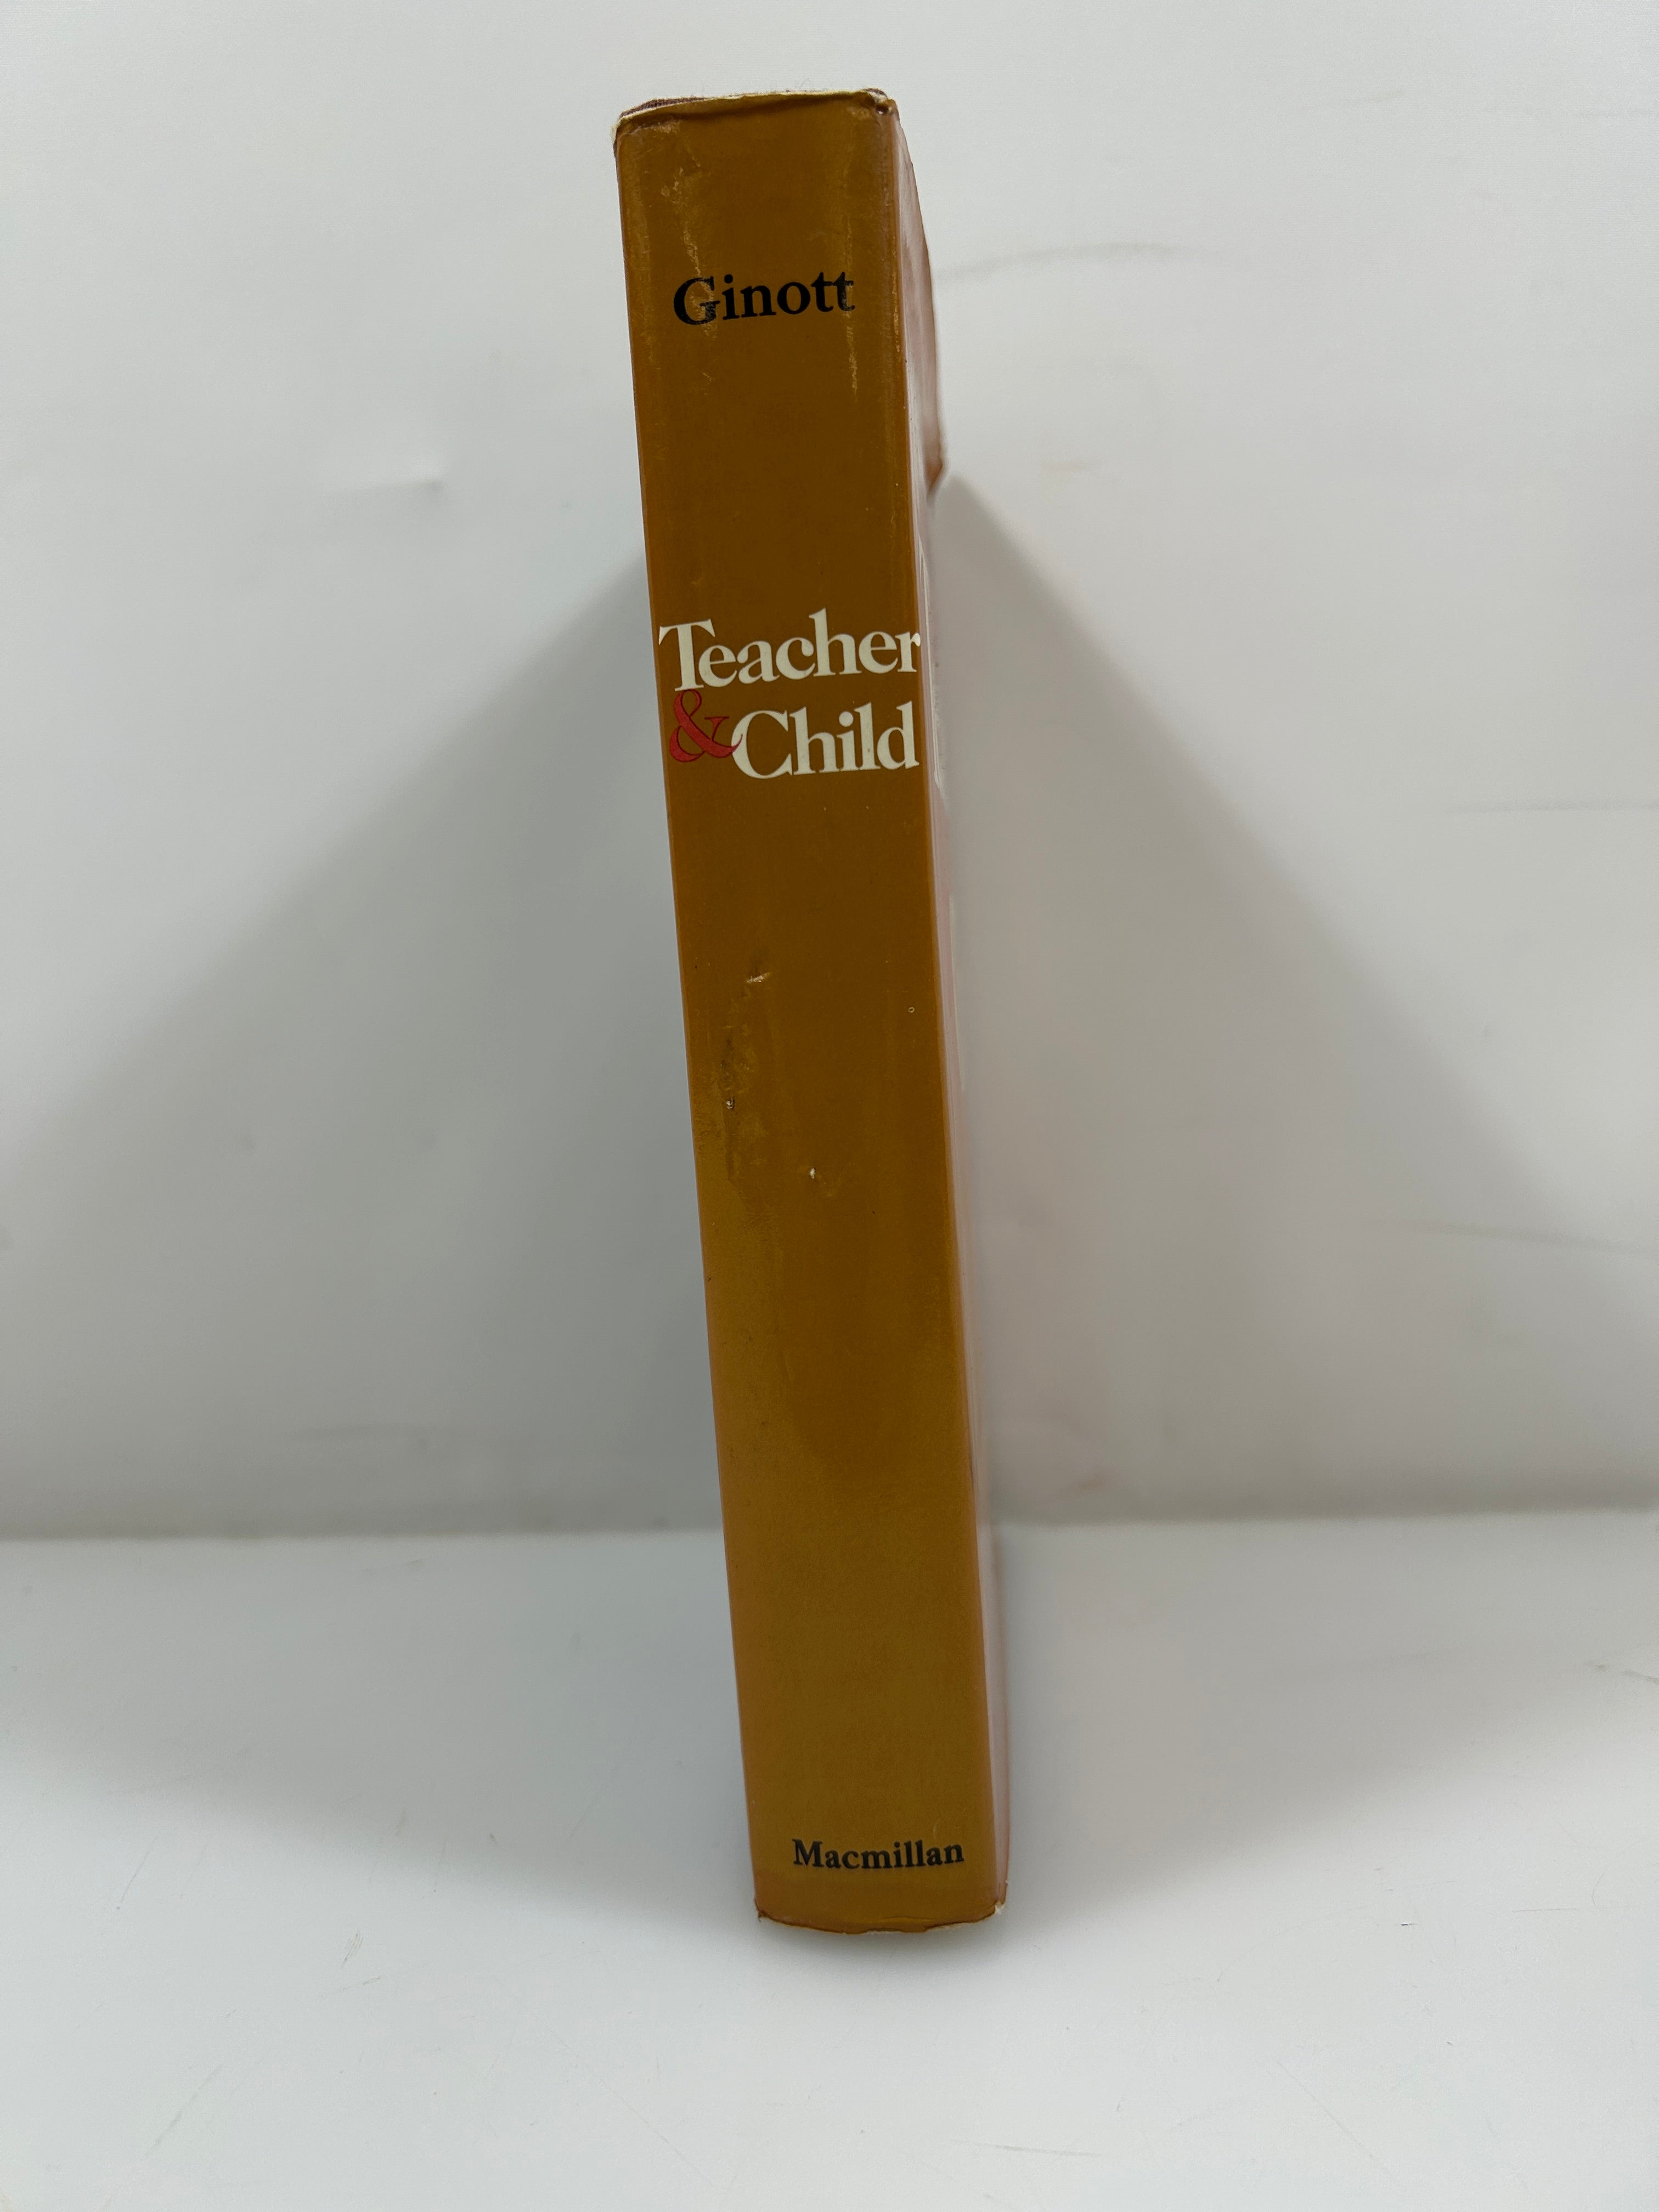 Ginott
Teacher
& Child
Macmillan